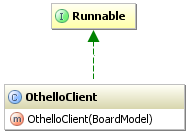 I Runnable
C OthelloClient
m OthelloClient(BoardModel)